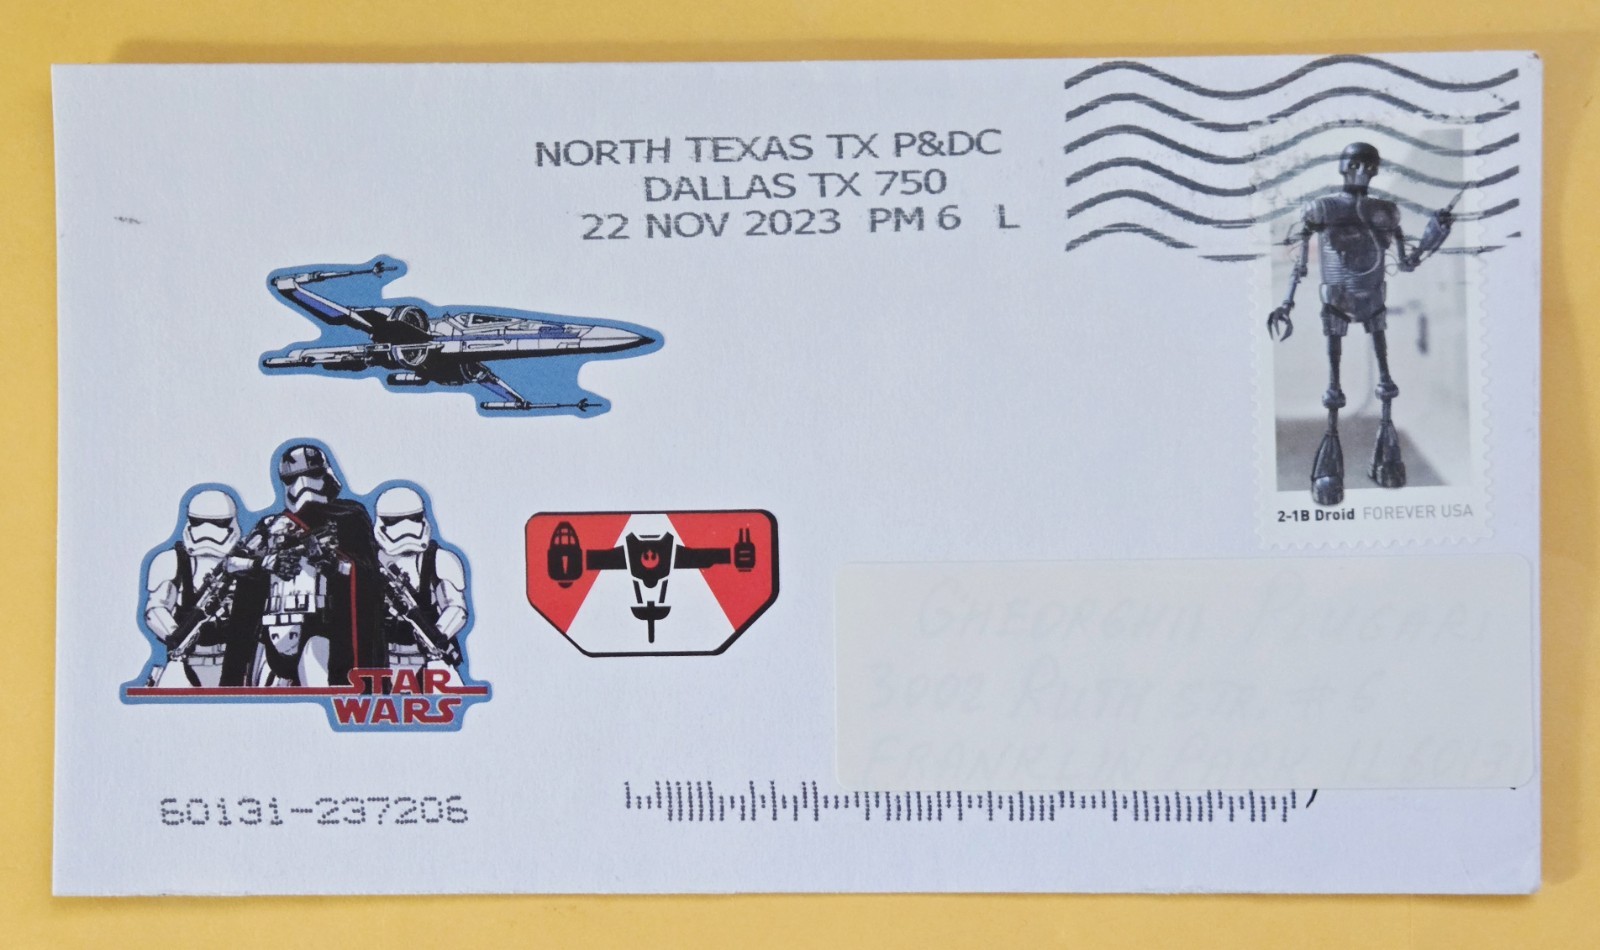 NORTH TEXAS TX P&DC
DALLAS TX 750
22 NOV 2023 PM 6 L
2-1B Droid FOREVER USA
STAR
WARS
60131-237206